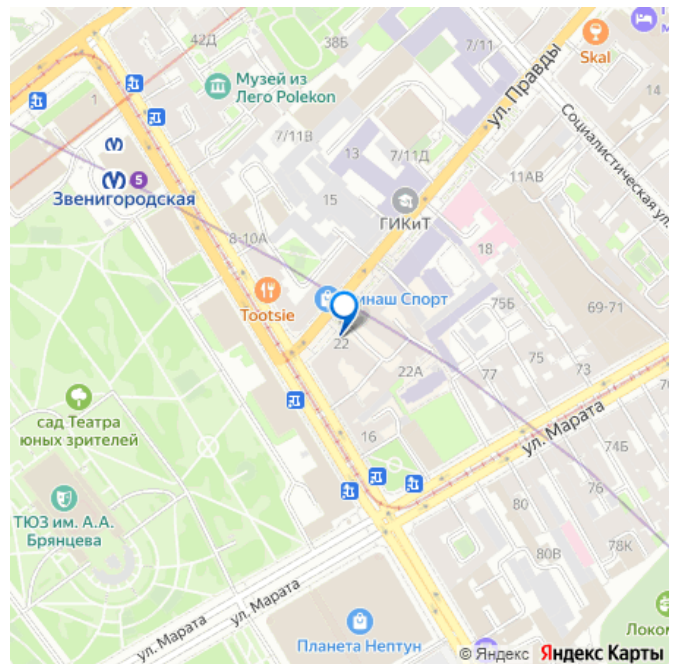 42Д
38Б
7/11
Skal
ул. Правды
14
Музей из
Лего Polekon
1
7/11В
13
7/11Д
Социалистическая ул.
11АВ
5
Звенигородская
15
ГИКиТ
8-10А
18
Tootsie
инаш Спорт
75Б
69-71
22
22А
75
73
77
сад Театра
юных зрителей
16
ул. Марата
74Б
76
ТЮЗ им. А.А.
Брянцева
80
80В
78К
ул. Марата
ул. Марата
Планета Нептун
Локом
© Яндекс Яндекс Карты